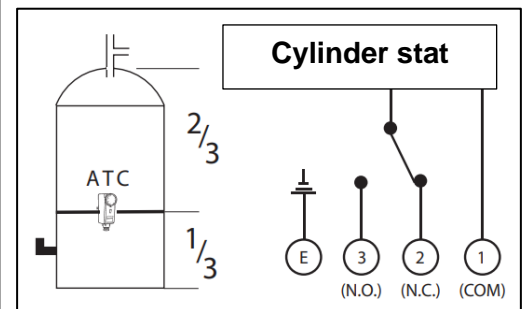 Cylinder stat
2/3
ATC
1/3
E 3 2 1
(N.O.) (N.C.) (COM)